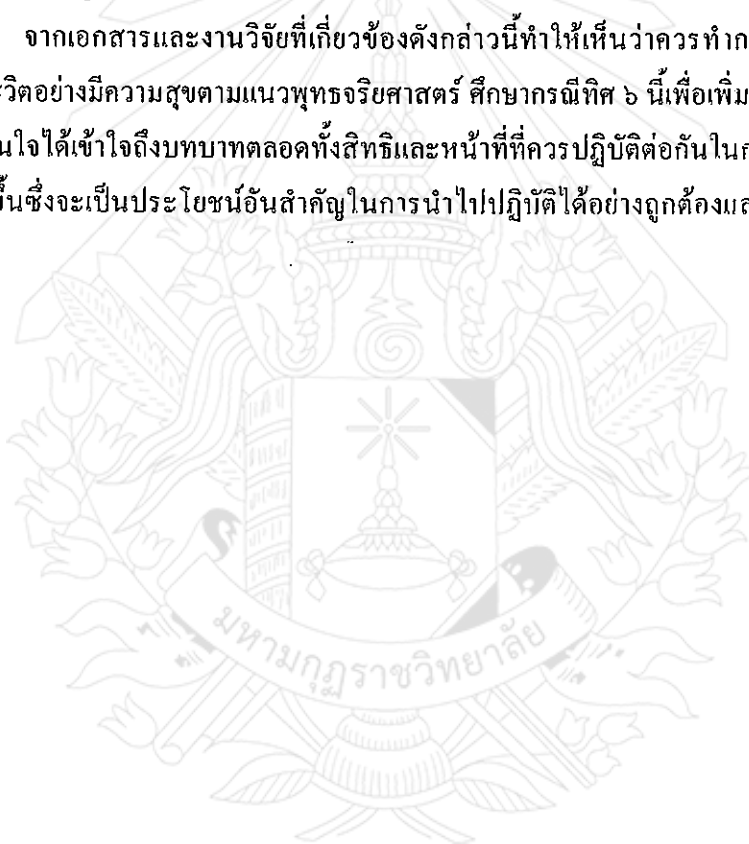 จากเอกสารและงานวิจัยที่เกี่ยวข้องดังกล่าวนี้ทำให้เห็นว่าควรทำก
วิตอย่างมีความสุขตามแนวพุทธจริยศาสตร์ ศึกษากรณีทิศ ๖ นี้เพื่อเพิ่ม
นใจได้เข้าใจถึงบทบาทตลอดทั้งสิทธิและหน้าที่ที่ควรปฏิบัติต่อกันในก
ขึ้นซึ่งจะเป็นประโยชน์อันสำคัญในการนำไปปฏิบัติได้อย่างถูกต้องแล
มหามกุฏราชวิทยาลัย